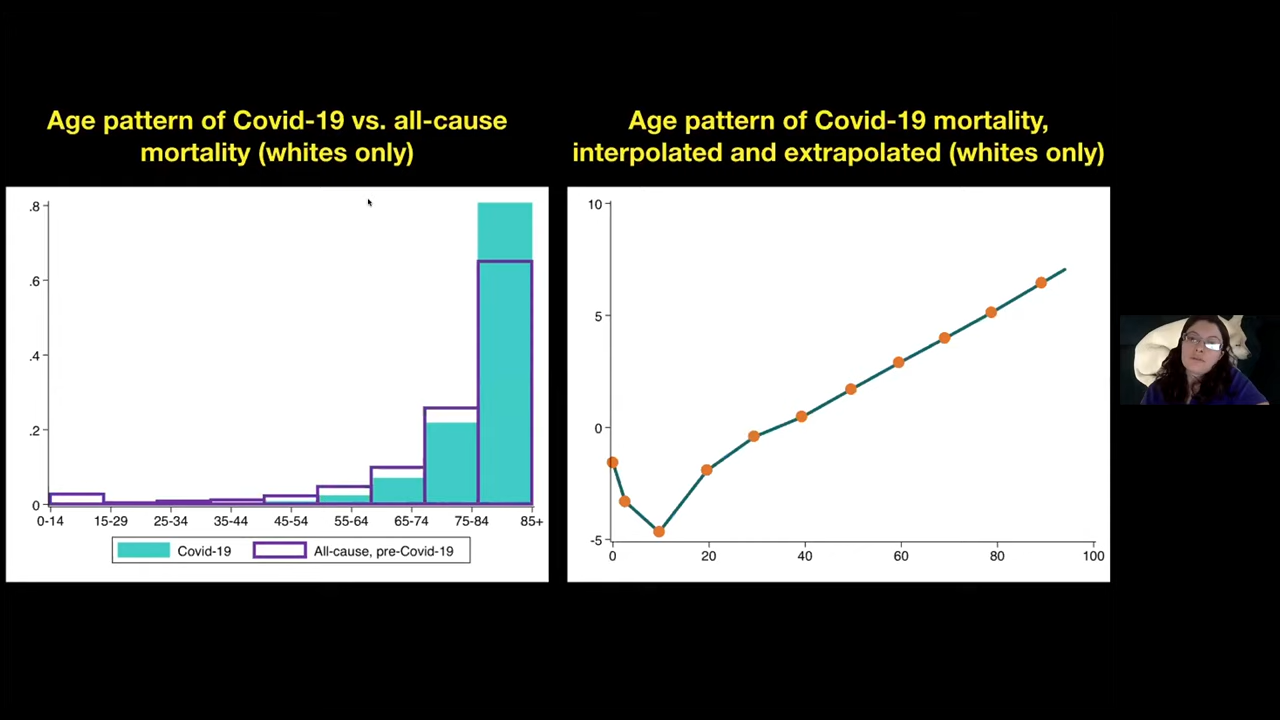 Age pattern of Covid-19 vs. all-cause
mortality (whites only)
.8
.6
.4
.2
0
0-14 15-29 25-34 35-44 45-54 55-64 65-74 75-84 85+
Covid-19 All-cause, pre-Covid-19
Age pattern of Covid-19 mortality,
interpolated and extrapolated (whites only)
10
5
0
-5
0 20 40 60 80 100